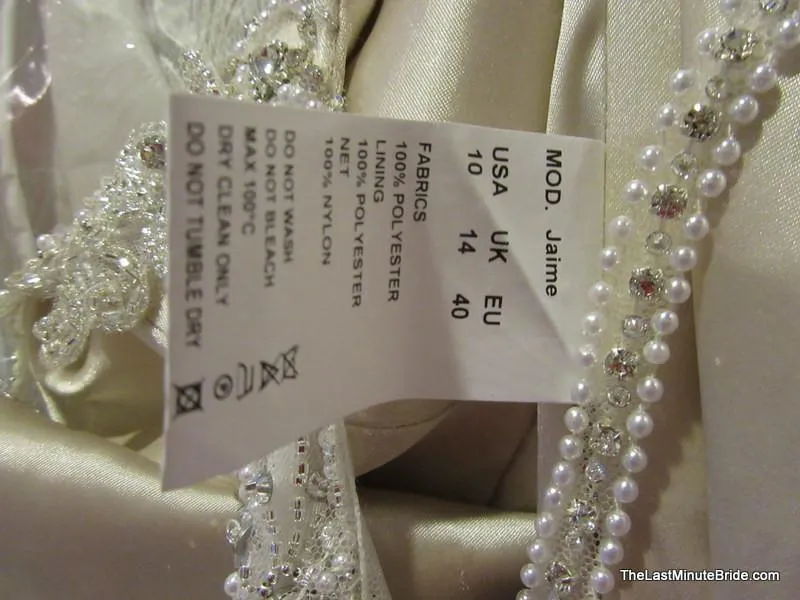 MOD. Jaime
USA UK EU
10 14 40
FABRICS
100% POLYESTER
LINING
100% POLYESTER
NET
100% NYLON
DO NOT WASH
DO NOT BLEACH
MAX 100°C
DRY CLEAN ONLY
DO NOT TUMBLE DRY
TheLastMinuteBride.com